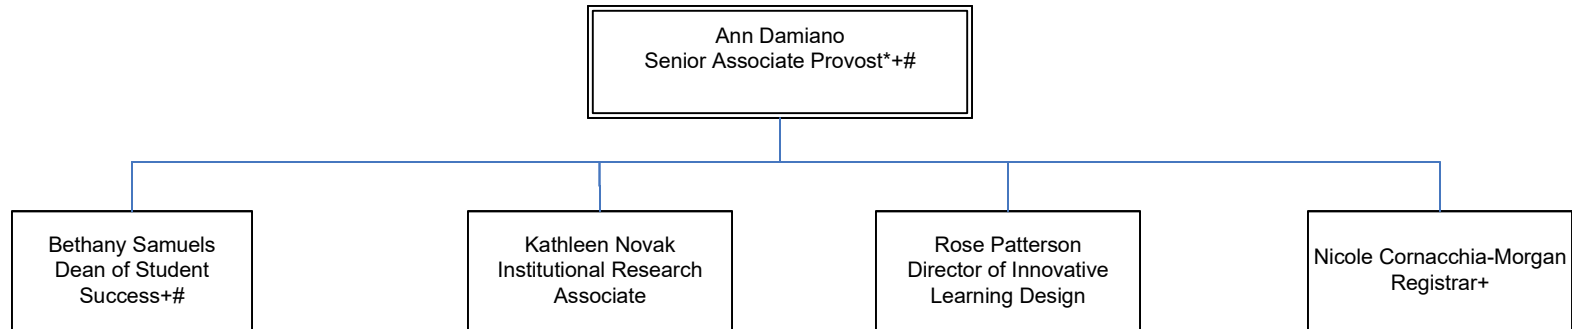 Ann Damiano
Senior Associate Provost*+#
Bethany Samuels
Dean of Student
Success+#
Kathleen Novak
Institutional Research
Associate
Rose Patterson
Director of Innovative
Learning Design
Nicole Cornacchia-Morgan
Registrar+